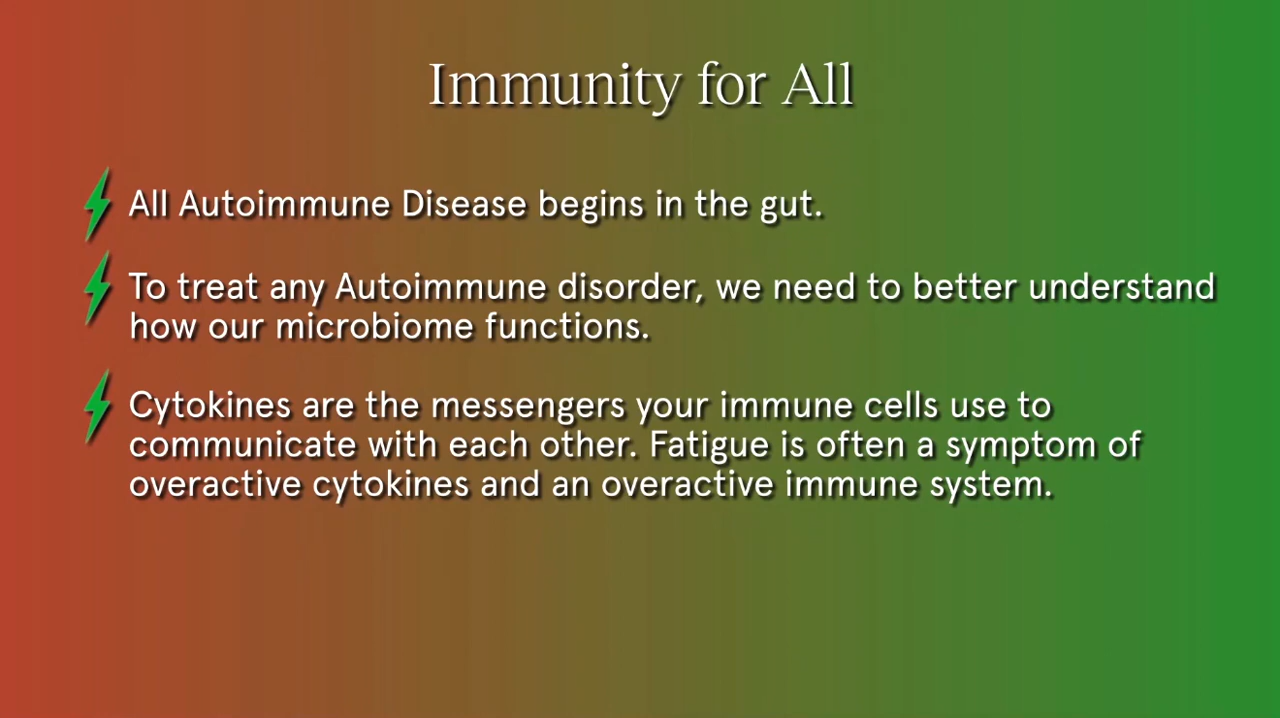 Immunity for All
All Autoimmune Disease begins in the gut.
To treat any Autoimmune disorder, we need to better understand
how our microbiome functions.
Cytokines are the messengers your immune cells use to
communicate with each other. Fatigue is often a symptom of
overactive cytokines and an overactive immune system.